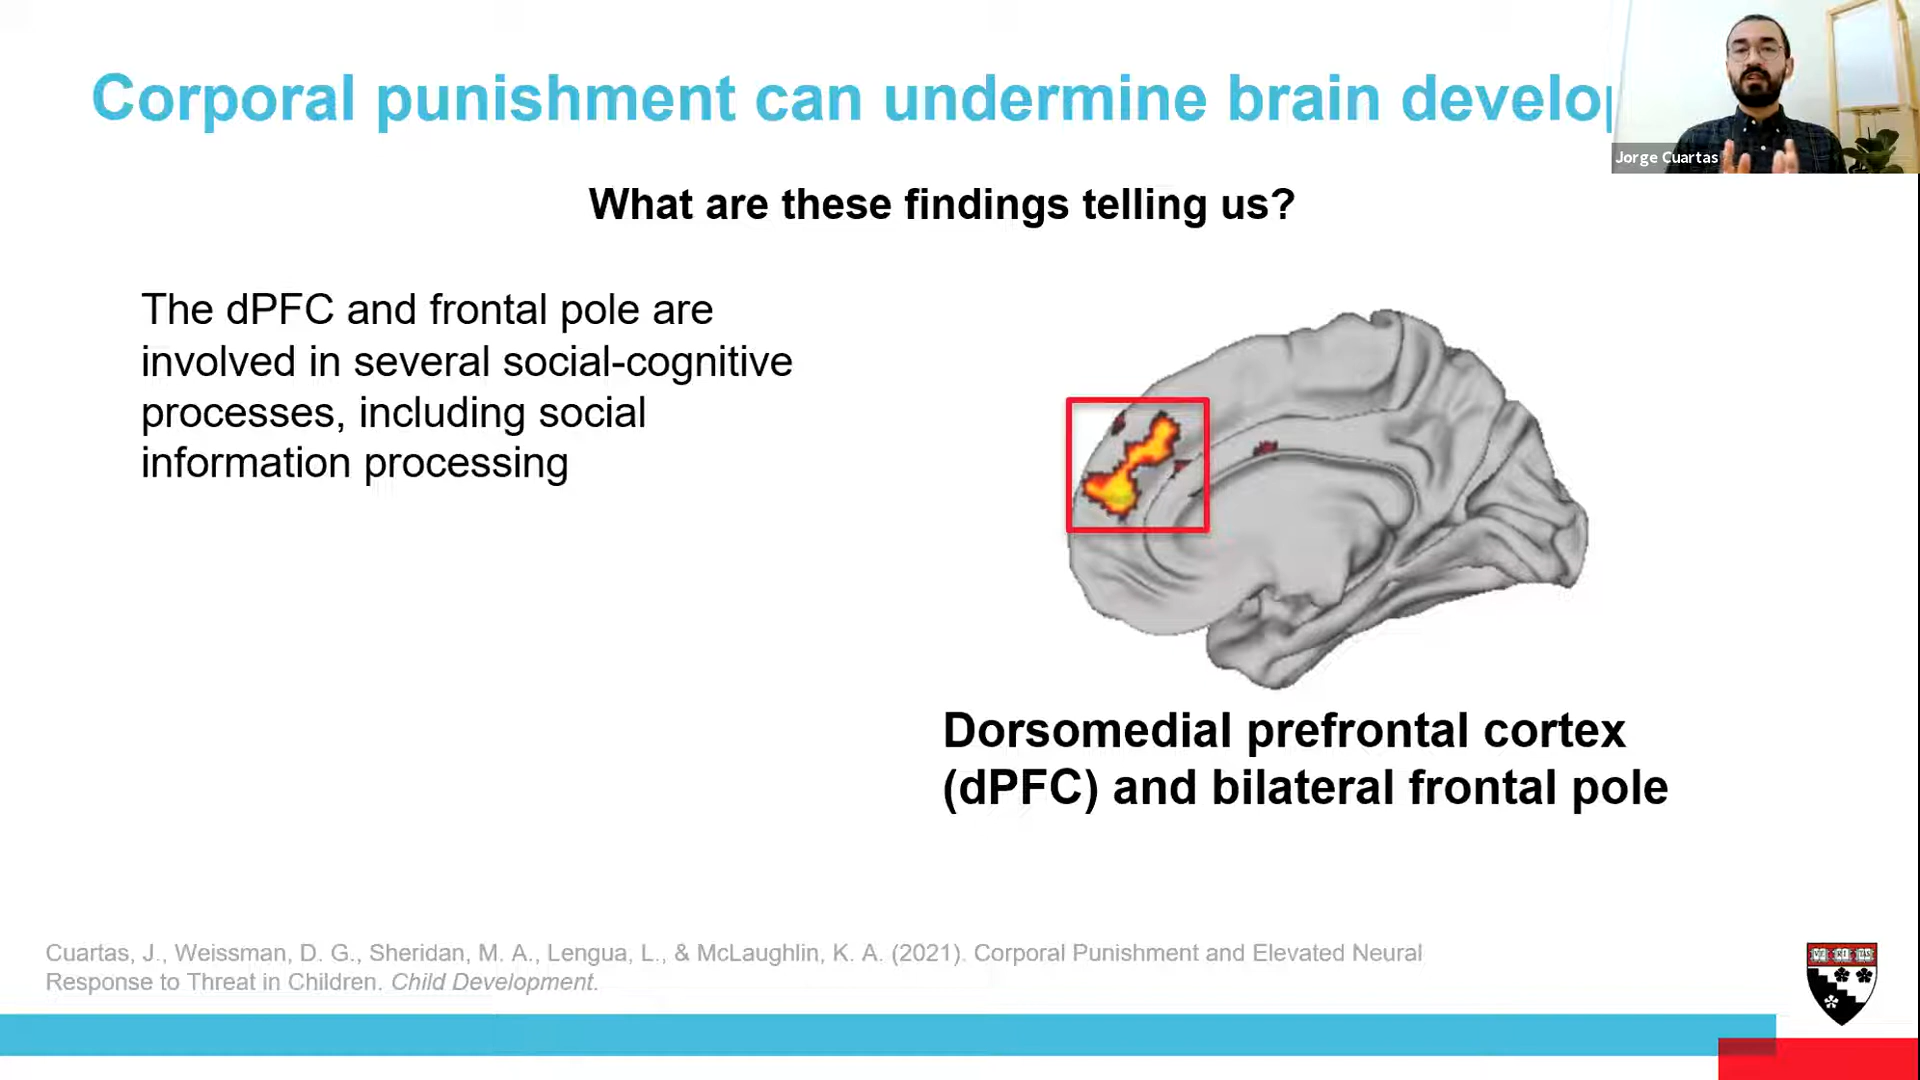 Corporal punishment can undermine brain develop
Jorge Cuartas
What are these findings telling us?
The dPFC and frontal pole are
involved in several social-cognitive
processes, including social
information processing
Dorsomedial prefrontal cortex
(dPFC) and bilateral frontal pole
Cuartas, J., Weissman, D. G., Sheridan, M. A., Lengua, L., & McLaughlin, K. A. (2021). Corporal Punishment and Elevated Neural
Response to Threat in Children. Child Development.